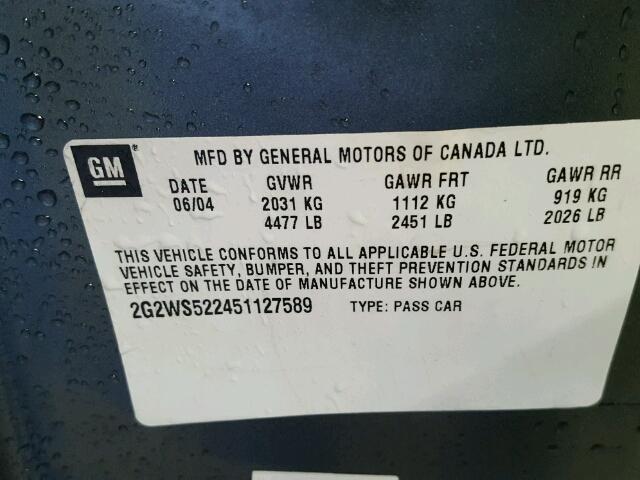 GM
MFD BY GENERAL MOTORS OF CANADA LTD.
DATE GVWR GAWR FRT GAWR RR
06/04 2031 KG 1112 KG 919 KG
4477 LB 2451 LB 2026 LB
THIS VEHICLE CONFORMS TO ALL APPLICABLE U.S. FEDERAL MOTOR
VEHICLE SAFETY, BUMPER, AND THEFT PREVENTION STANDARDS IN
EFFECT ON THE DATE OF MANUFACTURE SHOWN ABOVE.
2G2WS522451127589 TYPE: PASS CAR